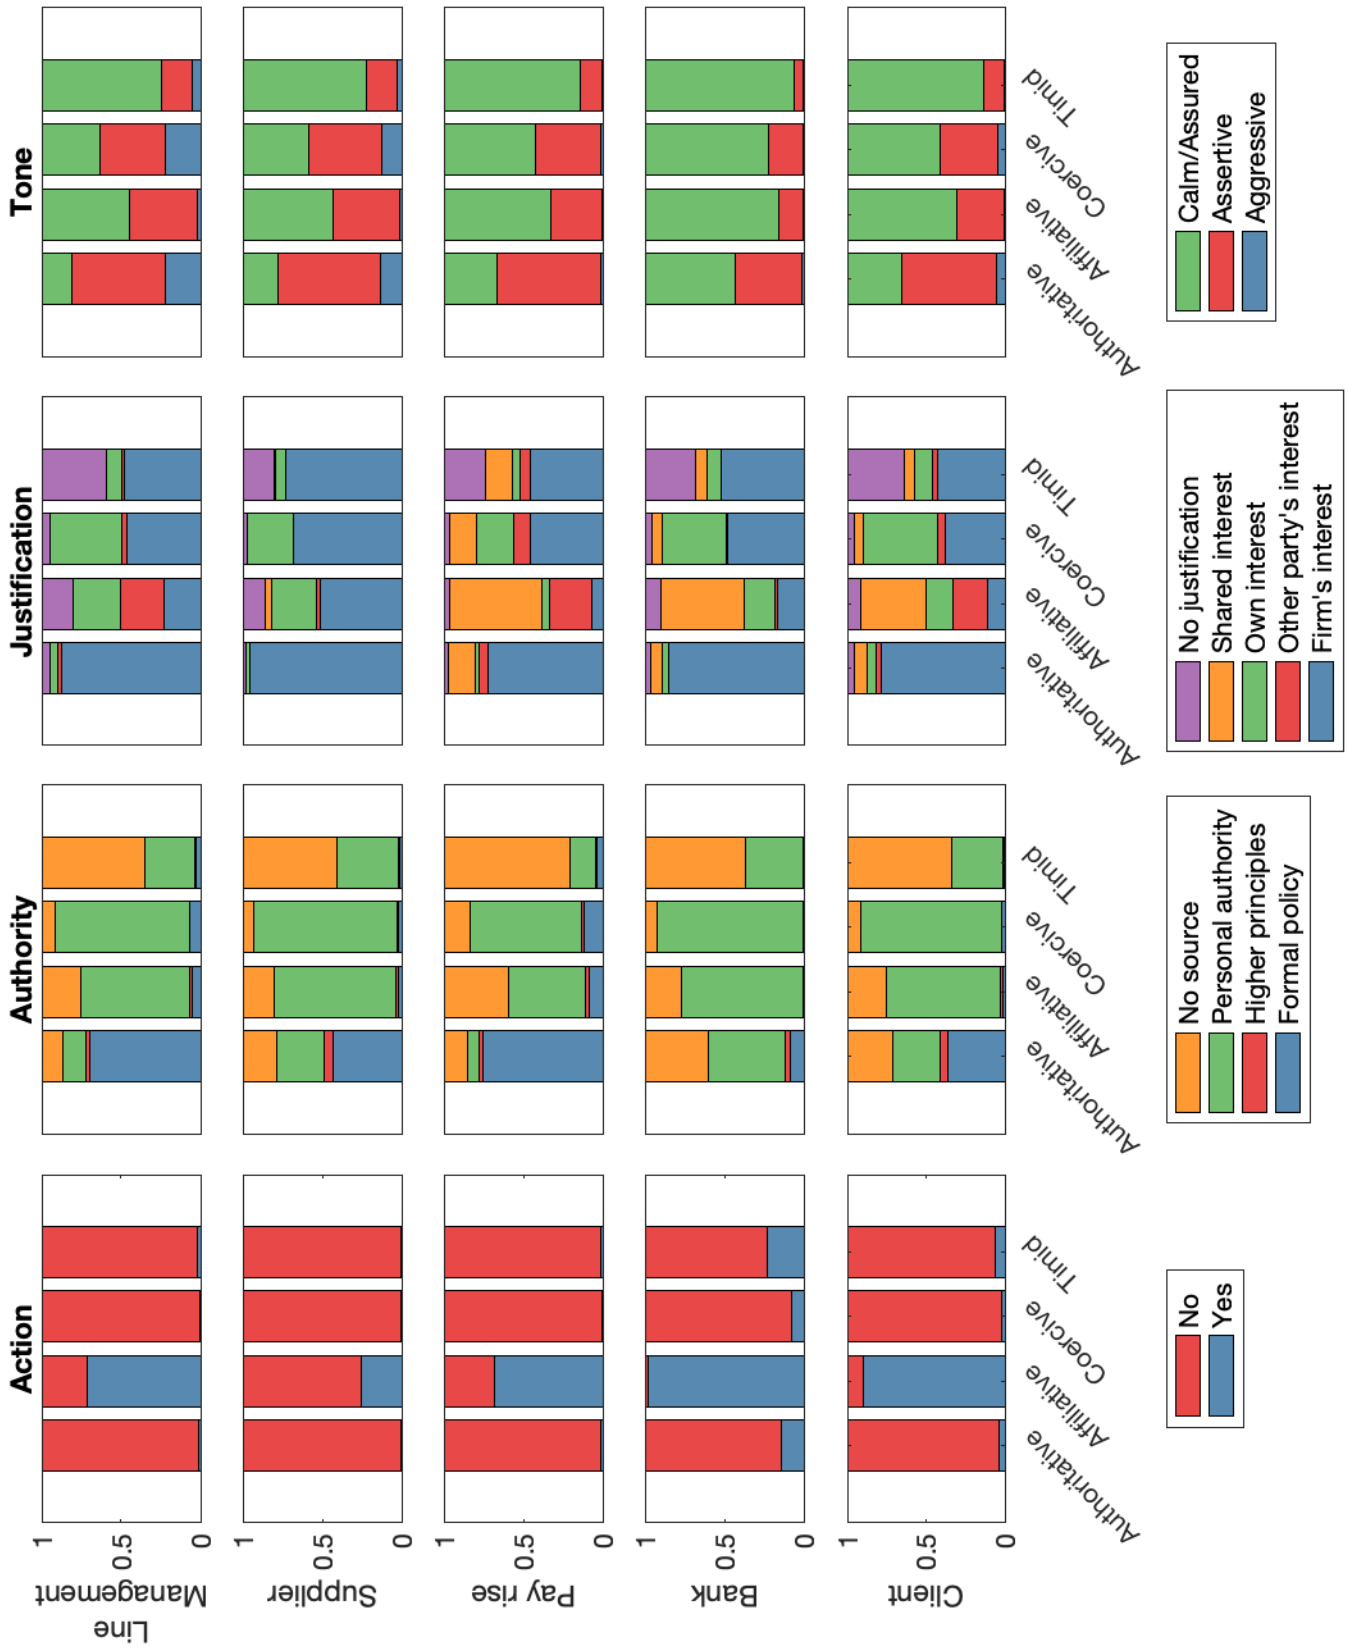 Action
Authority
Justification
Tone
Line
Management
1
0.5
0
Supplier
1
0.5
0
Pay rise
1
0.5
0
Bank
1
0.5
0
Client
1
0.5
0
Authoritative
Affiliative
Coercive
Timid
Authoritative
Affiliative
Coercive
Timid
Authoritative
Affiliative
Coercive
Timid
Authoritative
Affiliative
Coercive
Timid
No
Yes
No source
Personal authority
Higher principles
Formal policy
No justification
Shared interest
Own interest
Other party's interest
Firm's interest
Calm/Assured
Assertive
Aggressive